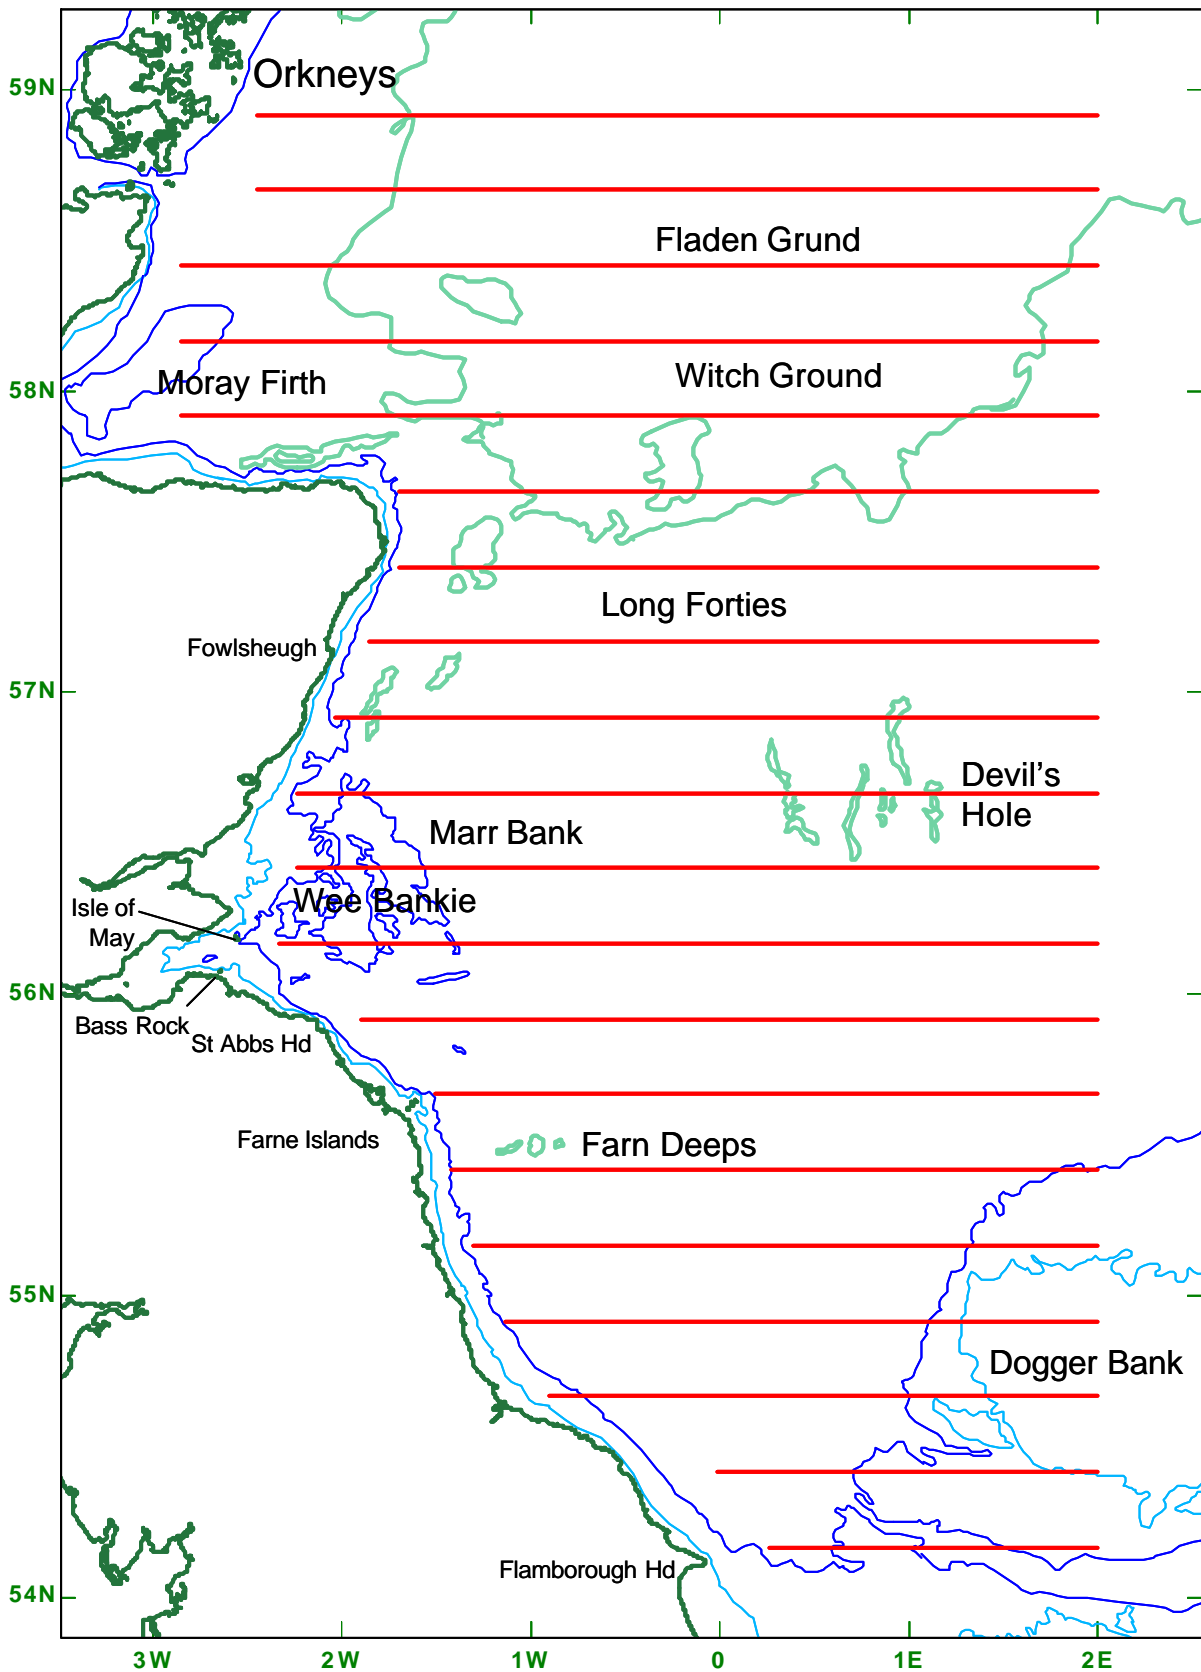 Orkneys
59N
Fladen Grund
Witch Ground
Moray Firth
58N
Long Forties
Fowlsheugh
57N
Devil's
Hole
Marr Bank
Wee Bankie
Isle of
May
56N
Bass Rock
St Abbs Hd
Farne Islands
Farn Deeps
55N
Dogger Bank
Flamborough Hd
54N
3W 2W 1W 0 1E 2E